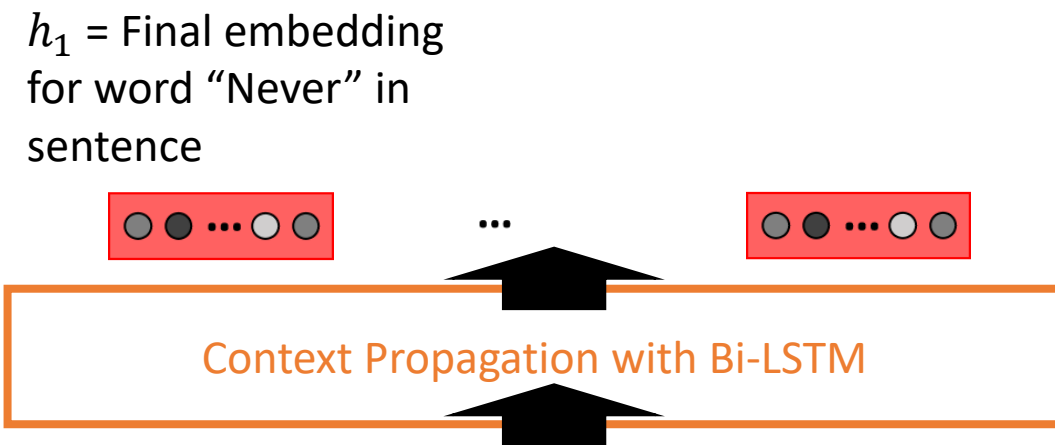 h₁ = Final embedding
for word “Never” in
sentence
...
Context Propagation with Bi-LSTM